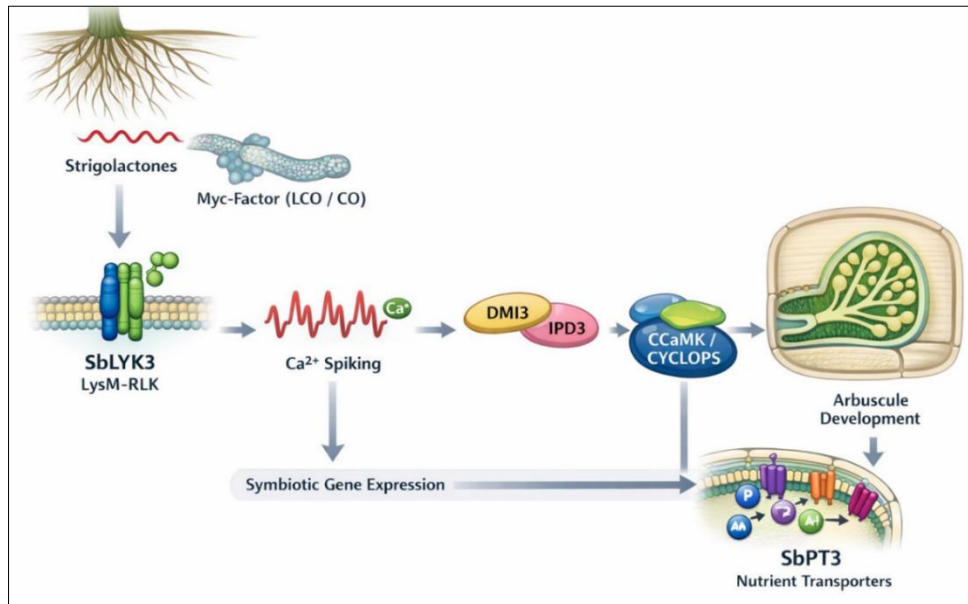 Strigolactones
Myc-Factor (LCO / CO)
SbLYK3
LysM-RLK
Ca²⁺ Spiking
DMI3
IPD3
CCaMK /
CYCLOPS
Arbuscule
Development
Symbiotic Gene Expression
P
SbPT3
Nutrient Transporters